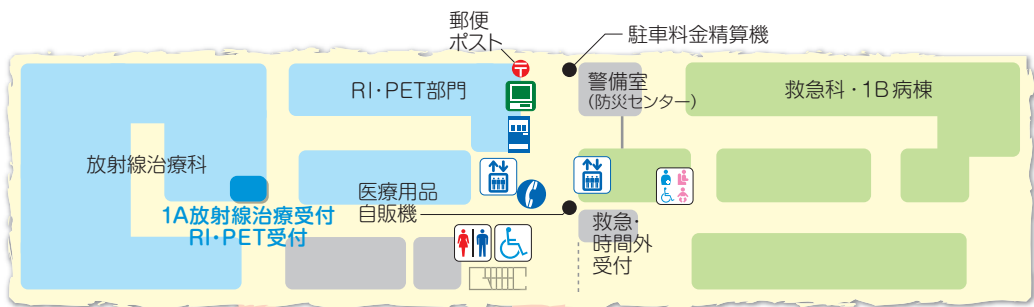 郵便
ポスト
駐車料金精算機
RI・PET部門
警備室
（防災センター）
救急科・1B病棟
放射線治療科
医療用品
自販機
1A放射線治療受付
RI・PET受付
救急・
時間外
受付